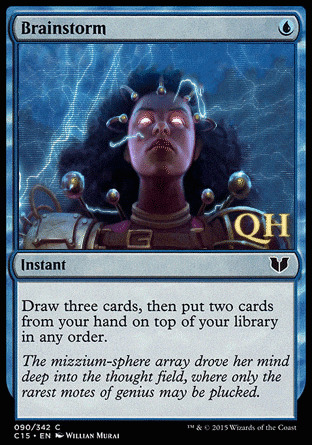 Brainstorm
QH
Instant
Draw three cards, then put two cards
from your hand on top of your library
in any order.
The mizzium-sphere array drove her mind
deep into the thought field, where only the
rarest motes of genius may be plucked.
090/342 C
C15 • EN Willian Murai
™ & © 2015 Wizards of the Coast